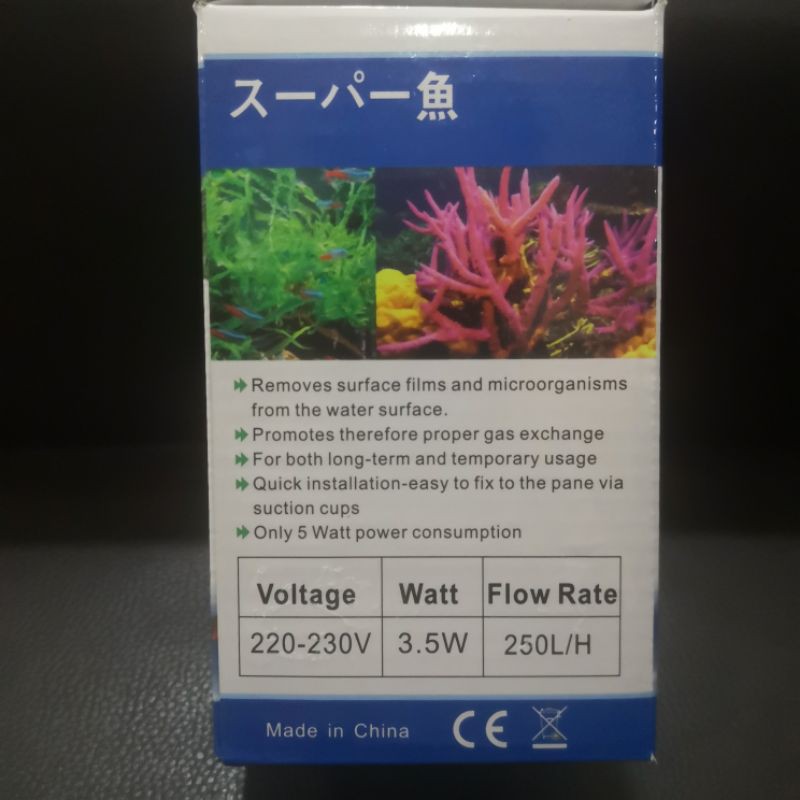 スーパー魚
Removes surface films and microorganisms
from the water surface.
Promotes therefore proper gas exchange
For both long-term and temporary usage
Quick installation-easy to fix to the pane via
suction cups
Only 5 Watt power consumption
Voltage Watt Flow Rate
220-230V 3.5W 250L/H
Made in China CE